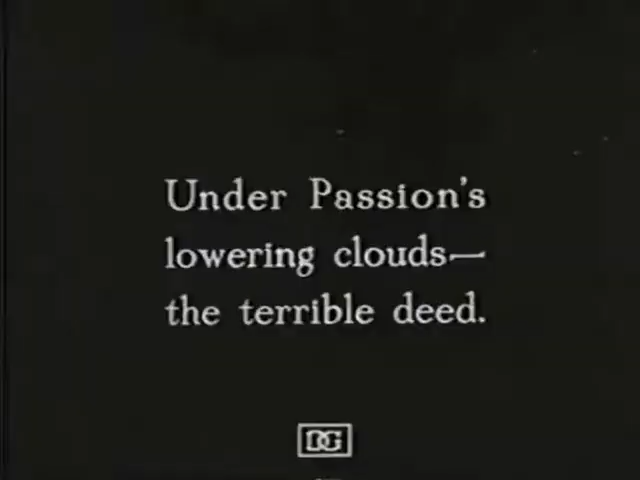 Under Passion's
lowering clouds—
the terrible deed.
DG